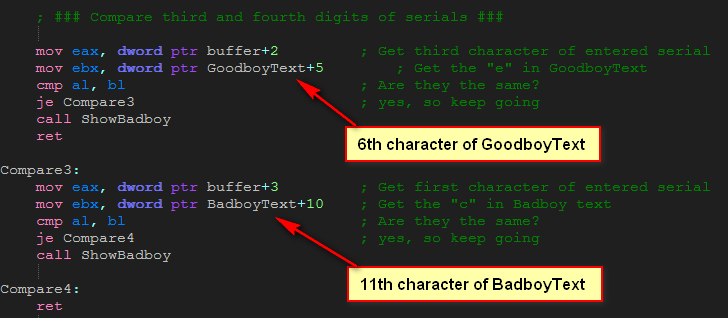 ; ### Compare third and fourth digits of serials ###
mov eax, dword ptr buffer+2 ; Get third character of entered serial
mov ebx, dword ptr GoodboyText+5 ; Get the "e" in GoodboyText
cmp al, bl ; Are they the same?
je Compare3 ; yes, so keep going
call ShowBadboy
ret
6th character of GoodboyText
Compare3:
mov eax, dword ptr buffer+3 ; Get first character of entered serial
mov ebx, dword ptr BadboyText+10 ; Get the "c" in Badboy text
cmp al, bl ; Are they the same?
je Compare4 ; yes, so keep going
call ShowBadboy
11th character of BadboyText
Compare4:
ret